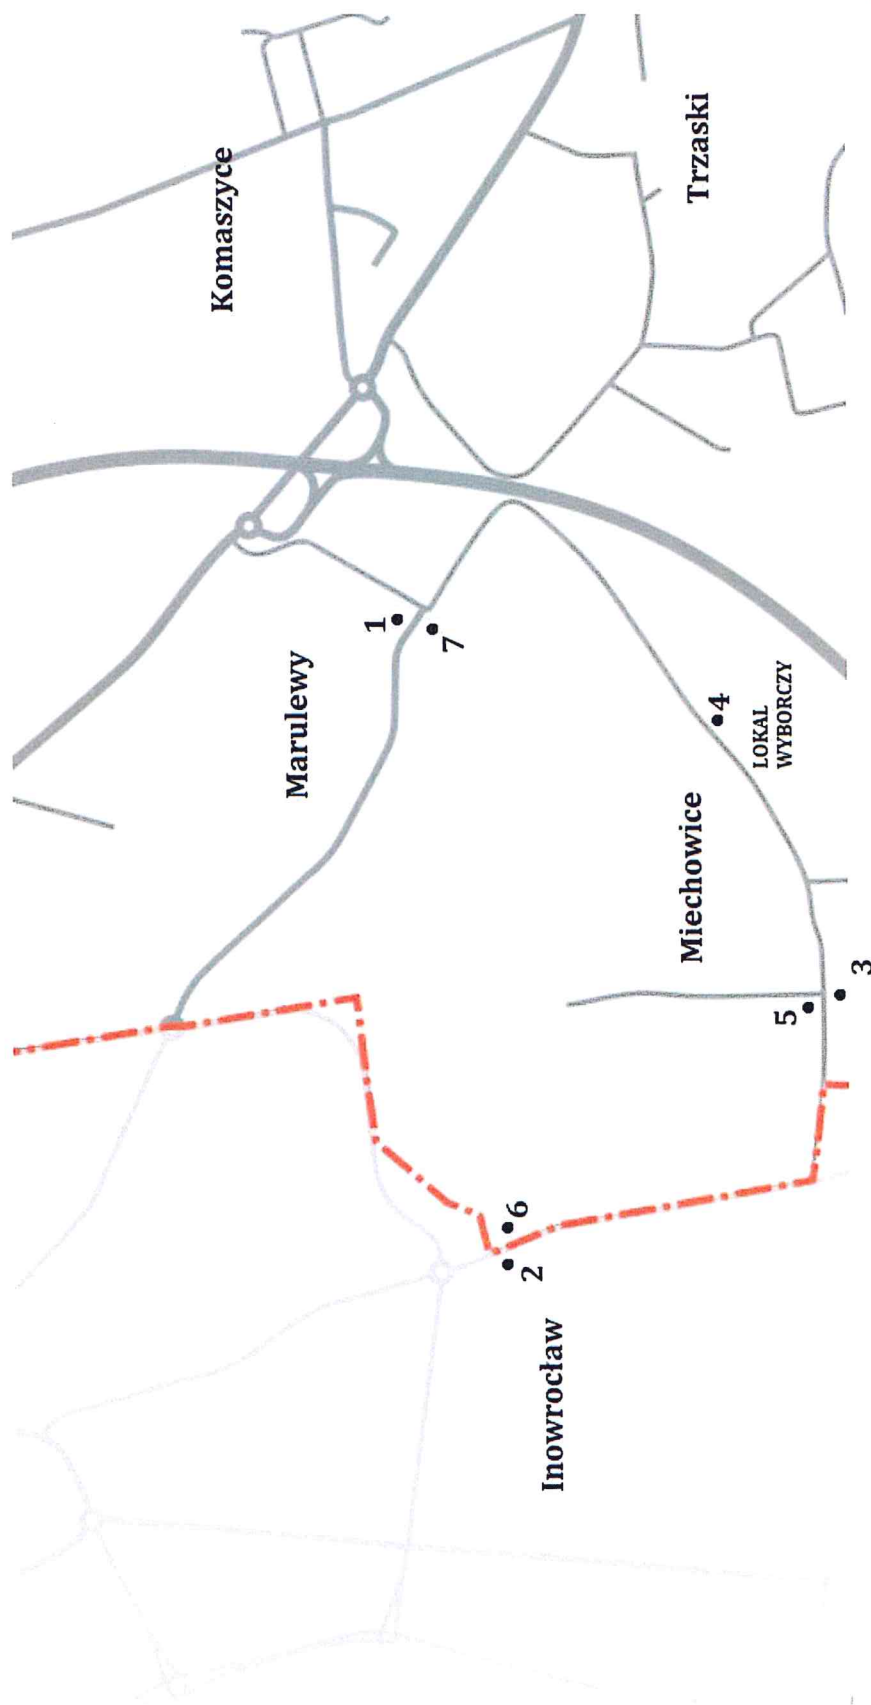 Komaszyce
Trzaski
Marulewy
1
7
4
LOKAL
WYBORCZY
Miechowice
5
3
6
2
Inowrocław